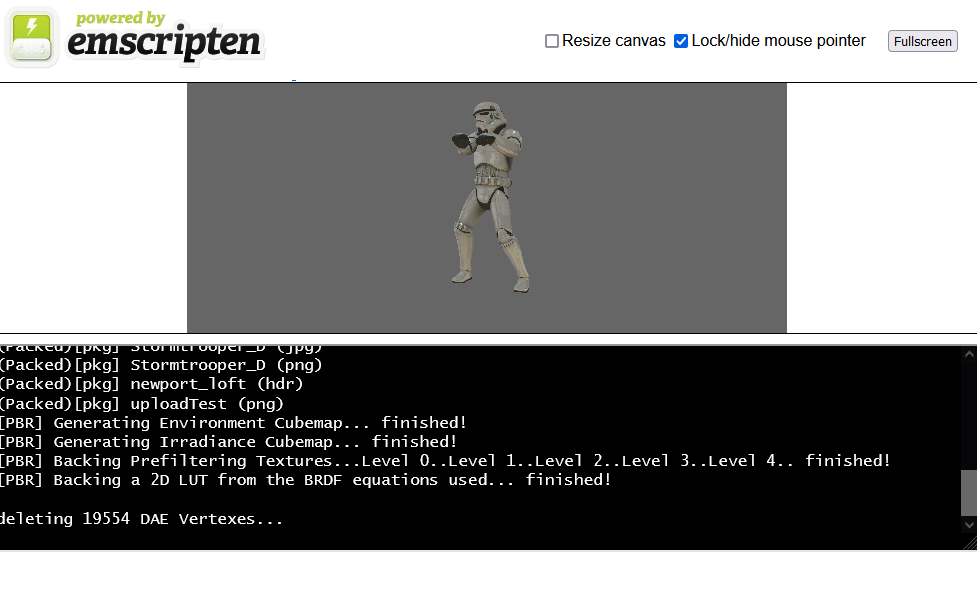 powered by
emscripten
Resize canvas Lock/hide mouse pointer Fullscreen
(Packed)[pkg] Stormtrooper_D (jpg)
(Packed)[pkg] Stormtrooper_D (png)
(Packed)[pkg] newport_loft (hdr)
(Packed)[pkg] uploadTest (png)
[PBR] Generating Environment Cubemap... finished!
[PBR] Generating Irradiance Cubemap... finished!
[PBR] Backing Prefiltering Textures...Level 0..Level 1..Level 2..Level 3..Level 4.. finished!
[PBR] Backing a 2D LUT from the BRDF equations used... finished!
deleting 19554 DAE Vertexes...